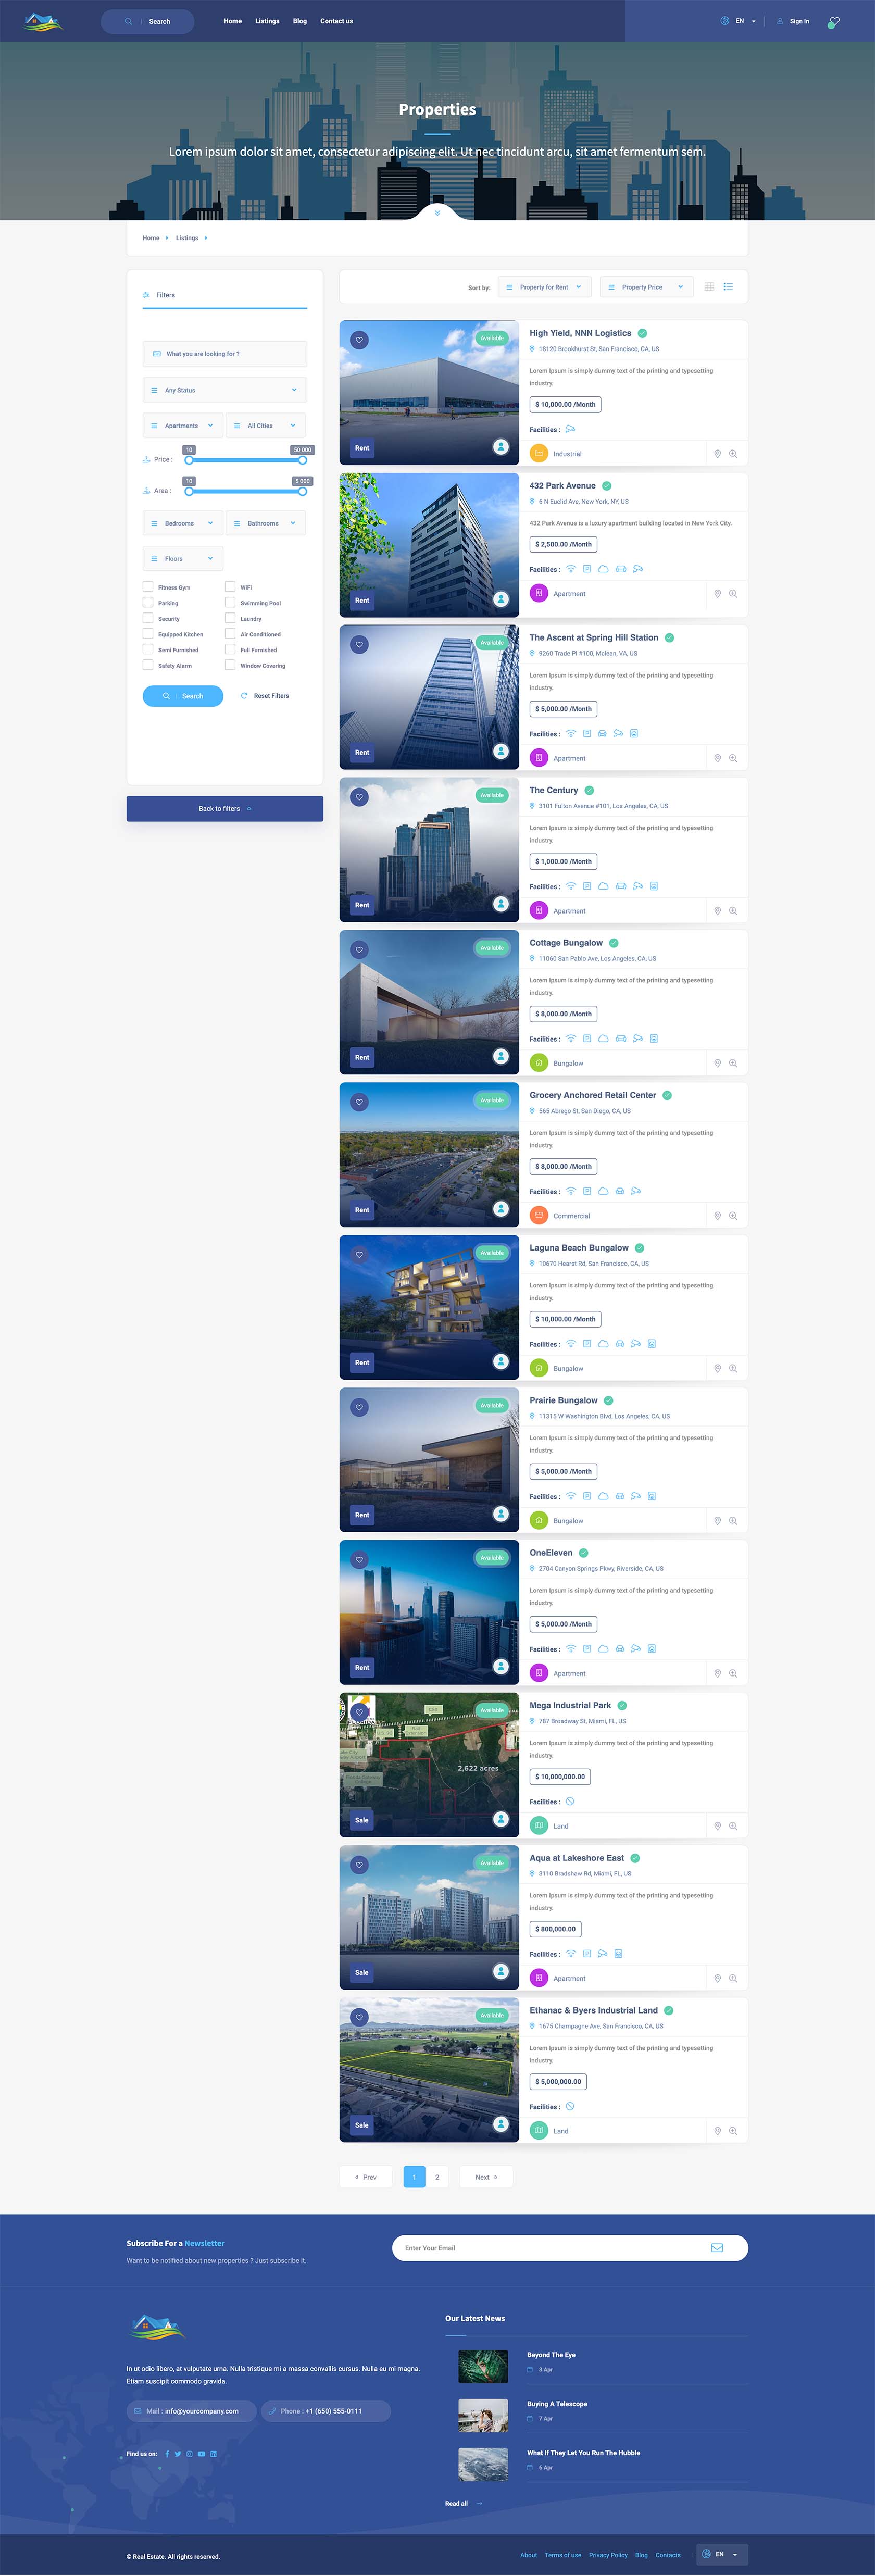 Search
Home Listings Blog Contact us
EN
Sign In
Properties
Lorem ipsum dolor sit amet, consectetur adipiscing elit. Ut nec tincidunt arcu, sit amet fermentum sem.
Home Listings
Filters
What you are looking for ?
Any Status
Apartments All Cities
Price : 10 50 000
Area : 10 5 000
Bedrooms Bathrooms
Floors
Fitness Gym WiFi
Parking Swimming Pool
Security Laundry
Equipped Kitchen Air Conditioned
Semi Furnished Full Furnished
Safety Alarm Window Covering
Search Reset Filters
Back to filters
Sort by: Property for Rent Property Price
Available
Rent
High Yield, NNN Logistics
18120 Brookhurst St, San Francisco, CA, US
Lorem Ipsum is simply dummy text of the printing and typesetting
industry.
$ 10,000.00 /Month
Facilities :
Industrial
Rent
432 Park Avenue
6 N Euclid Ave, New York, NY, US
432 Park Avenue is a luxury apartment building located in New York City.
$ 2,500.00 /Month
Facilities :
Apartment
Available
Rent
The Ascent at Spring Hill Station
9260 Trade Pl #100, Mclean, VA, US
Lorem Ipsum is simply dummy text of the printing and typesetting
industry.
$ 5,000.00 /Month
Facilities :
Apartment
Available
Rent
The Century
3101 Fulton Avenue #101, Los Angeles, CA, US
Lorem Ipsum is simply dummy text of the printing and typesetting
industry.
$ 1,000.00 /Month
Facilities :
Apartment
Available
Rent
Cottage Bungalow
11060 San Pablo Ave, Los Angeles, CA, US
Lorem Ipsum is simply dummy text of the printing and typesetting
industry.
$ 8,000.00 /Month
Facilities :
Bungalow
Available
Rent
Grocery Anchored Retail Center
565 Abrego St, San Diego, CA, US
Lorem Ipsum is simply dummy text of the printing and typesetting
industry.
$ 8,000.00 /Month
Facilities :
Commercial
Available
Rent
Laguna Beach Bungalow
10670 Hearst Rd, San Francisco, CA, US
Lorem Ipsum is simply dummy text of the printing and typesetting
industry.
$ 10,000.00 /Month
Facilities :
Bungalow
Available
Rent
Prairie Bungalow
11315 W Washington Blvd, Los Angeles, CA, US
Lorem Ipsum is simply dummy text of the printing and typesetting
industry.
$ 5,000.00 /Month
Facilities :
Bungalow
Available
Rent
OneEleven
2704 Canyon Springs Pkwy, Riverside, CA, US
Lorem Ipsum is simply dummy text of the printing and typesetting
industry.
$ 5,000.00 /Month
Facilities :
Apartment
Available
2,622 acres
Sale
Mega Industrial Park
787 Broadway St, Miami, FL, US
Lorem Ipsum is simply dummy text of the printing and typesetting
industry.
$ 10,000,000.00
Facilities :
Land
Available
Sale
Aqua at Lakeshore East
3110 Bradshaw Rd, Miami, FL, US
Lorem Ipsum is simply dummy text of the printing and typesetting
industry.
$ 800,000.00
Facilities :
Apartment
Available
Sale
Ethanac & Byers Industrial Land
1675 Champagne Ave, San Francisco, CA, US
Lorem Ipsum is simply dummy text of the printing and typesetting
industry.
$ 5,000,000.00
Facilities :
Land
Prev 1 2 Next
Subscribe For a Newsletter
Want to be notified about new properties ? Just subscribe it.
Enter Your Email
In ut odio libero, at vulputate urna. Nulla tristique mi a massa convallis cursus. Nulla eu mi magna.
Etiam suscipit commodo gravida.
Mail : info@yourcompany.com
Phone : +1 (650) 555-0111
Find us on:
Our Latest News
Beyond The Eye
3 Apr
Buying A Telescope
7 Apr
What If They Let You Run The Hubble
6 Apr
Read all
© Real Estate. All rights reserved.
About Terms of use Privacy Policy Blog Contacts
EN